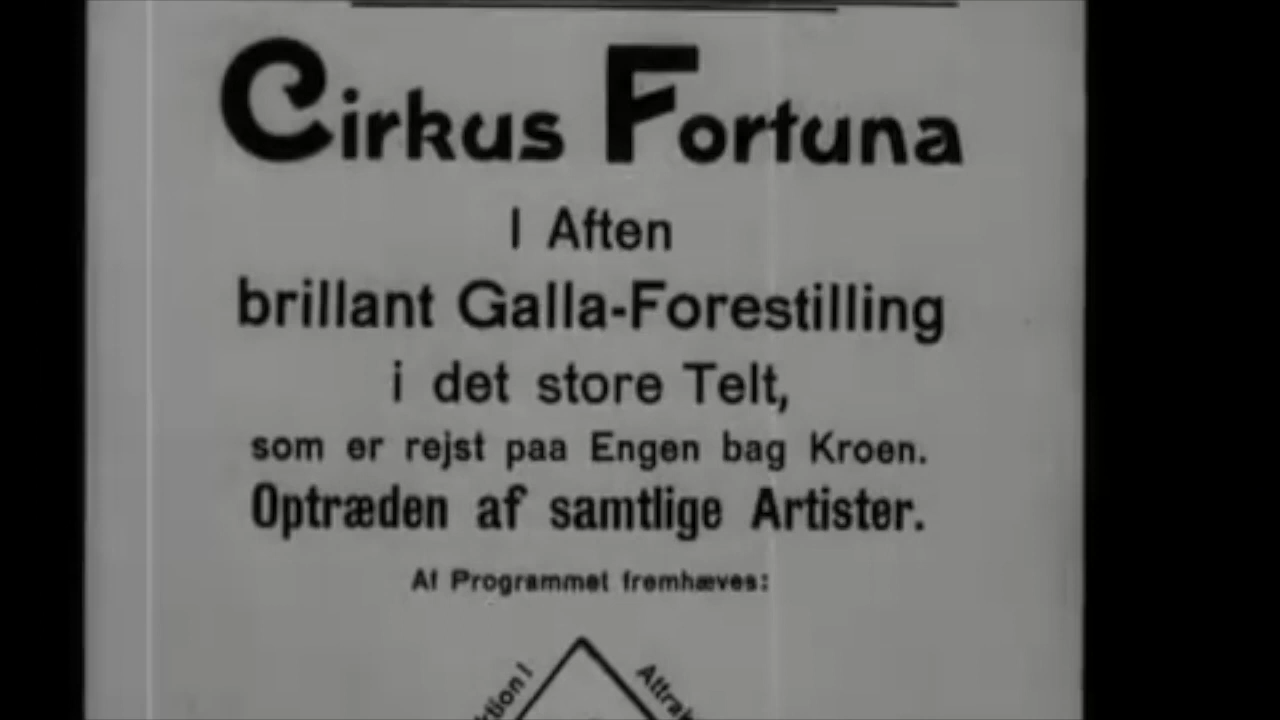 Cirkus Fortuna
I Aften
brillant Galla-Forestilling
i det store Telt,
som er rejst paa Engen bag Kroen.
Optræden af samtlige Artister.
Af Programmet fremhæves: